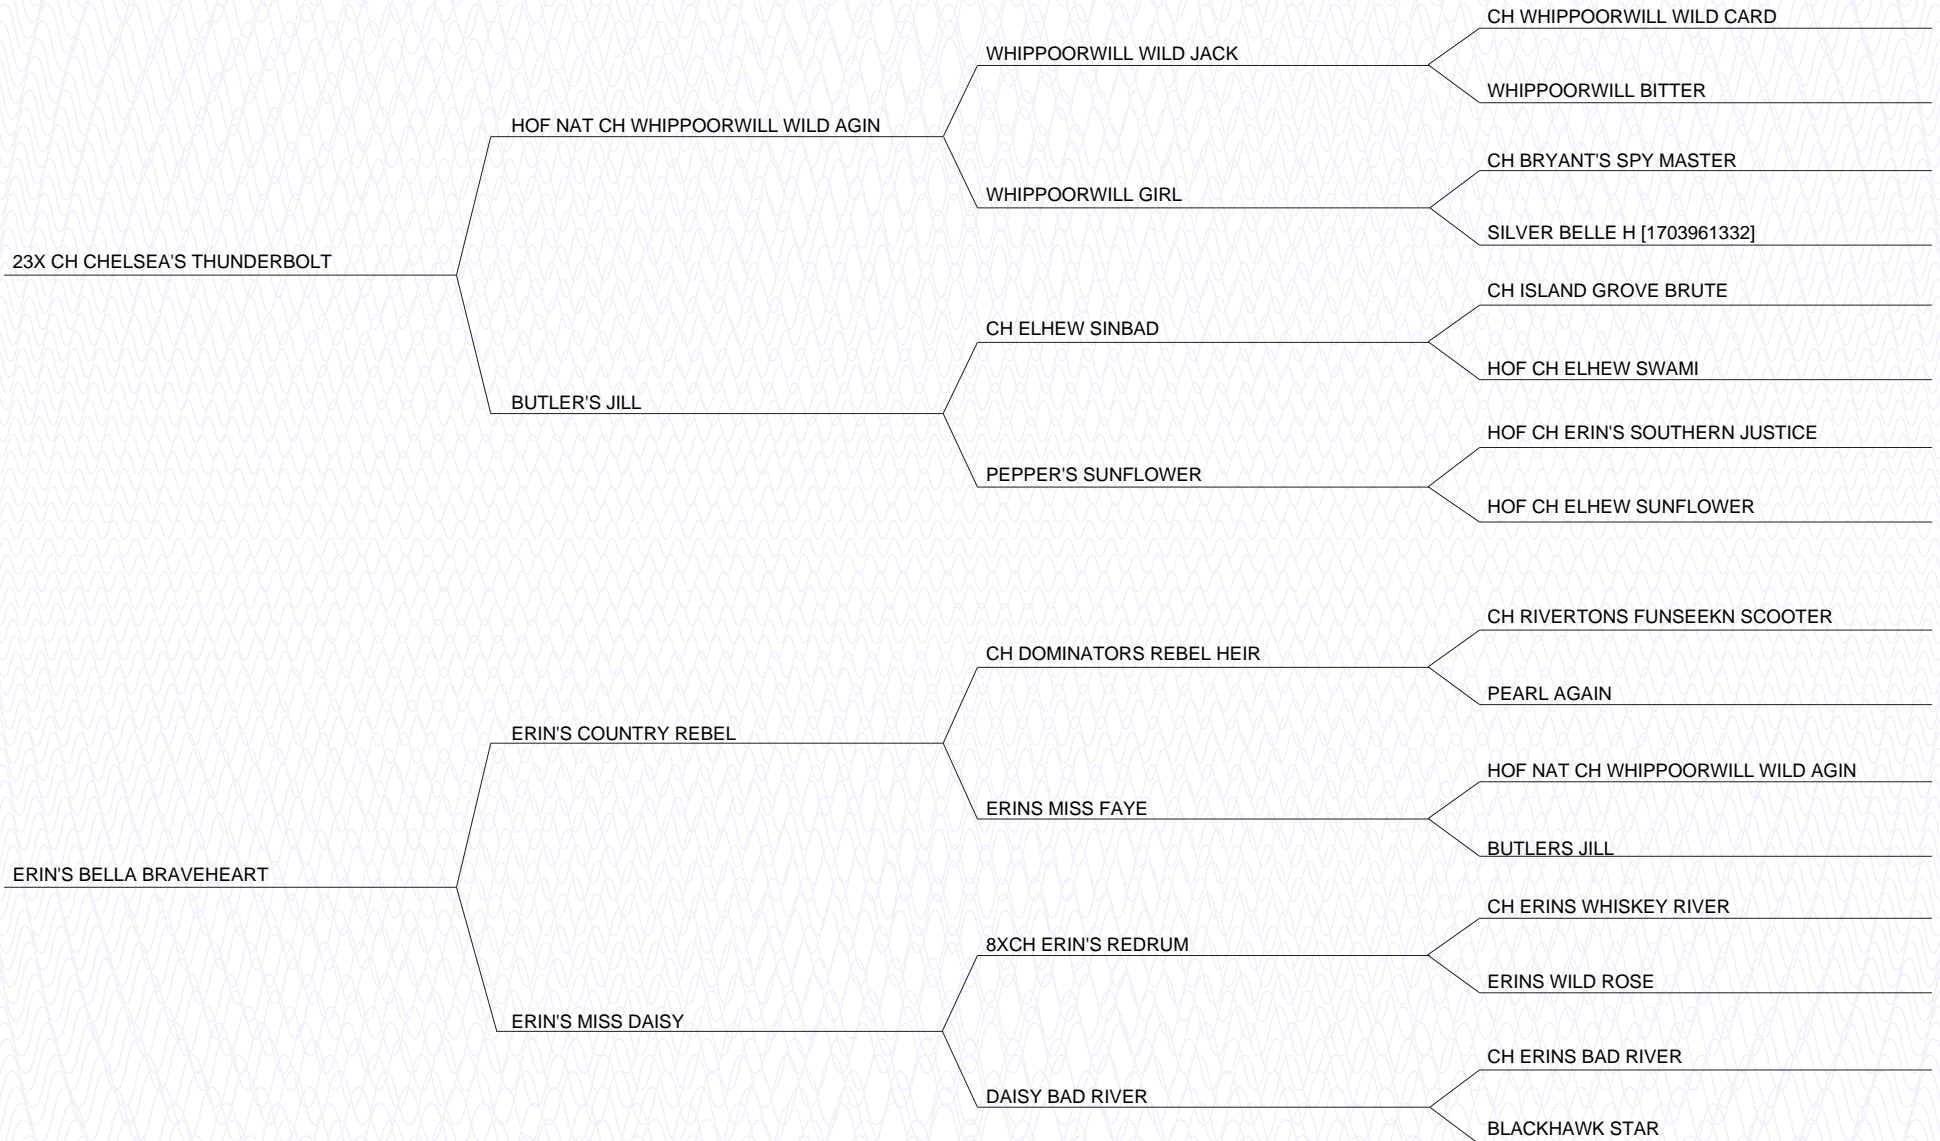 CH WHIPPOORWILL WILD CARD
WHIPPOORWILL WILD JACK
WHIPPOORWILL BITTER
HOF NAT CH WHIPPOORWILL WILD AGIN
CH BRYANT'S SPY MASTER
WHIPPOORWILL GIRL
SILVER BELLE H [1703961332]
23X CH CHELSEA'S THUNDERBOLT
CH ISLAND GROVE BRUTE
CH ELHEW SINBAD
HOF CH ELHEW SWAMI
BUTLER'S JILL
HOF CH ERIN'S SOUTHERN JUSTICE
PEPPER'S SUNFLOWER
HOF CH ELHEW SUNFLOWER
CH RIVERTONS FUNSEEKN SCOOTER
CH DOMINATORS REBEL HEIR
PEARL AGAIN
ERIN'S COUNTRY REBEL
HOF NAT CH WHIPPOORWILL WILD AGIN
ERINS MISS FAYE
BUTLERS JILL
ERIN'S BELLA BRAVEHEART
CH ERINS WHISKEY RIVER
8XCH ERIN'S REDRUM
ERINS WILD ROSE
ERIN'S MISS DAISY
CH ERINS BAD RIVER
DAISY BAD RIVER
BLACKHAWK STAR